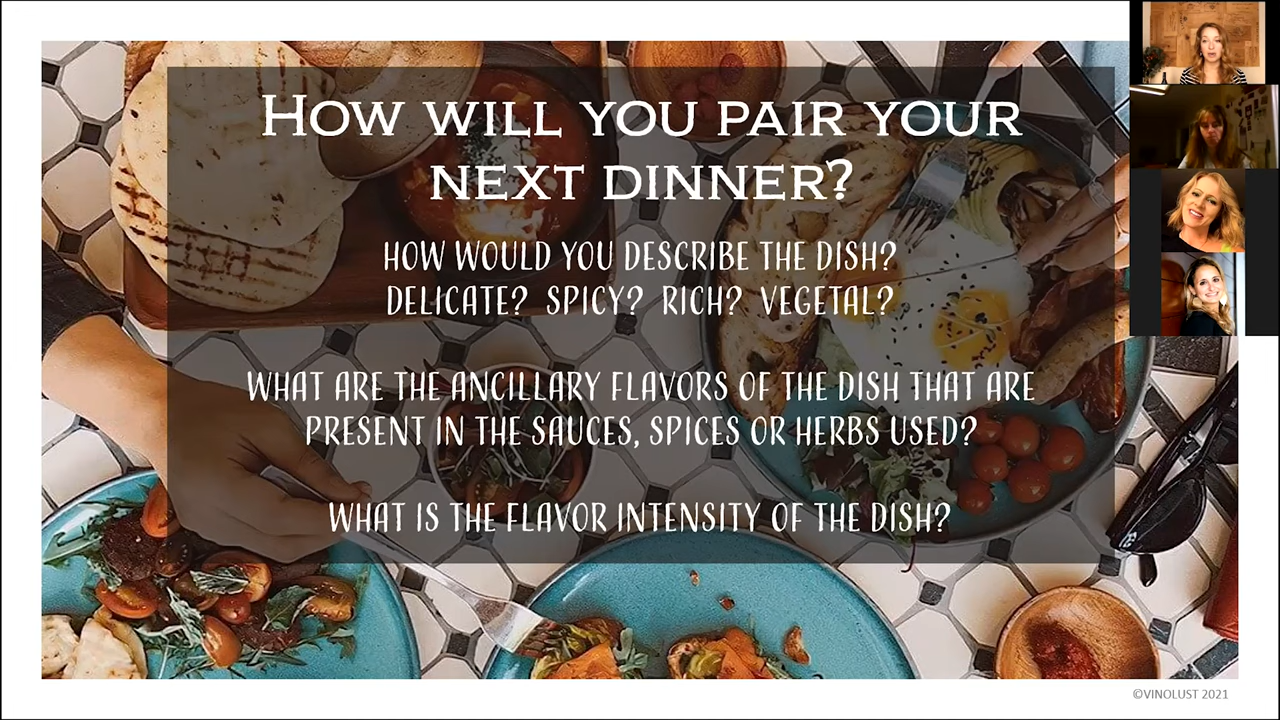 How will you pair your
next dinner?
HOW WOULD YOU DESCRIBE THE DISH?
DELICATE? SPICY? RICH? VEGETAL?
WHAT ARE THE ANCILLARY FLAVORS OF THE DISH THAT ARE
PRESENT IN THE SAUCES, SPICES OR HERBS USED?
WHAT IS THE FLAVOR INTENSITY OF THE DISH?
©VINOLUST 2021